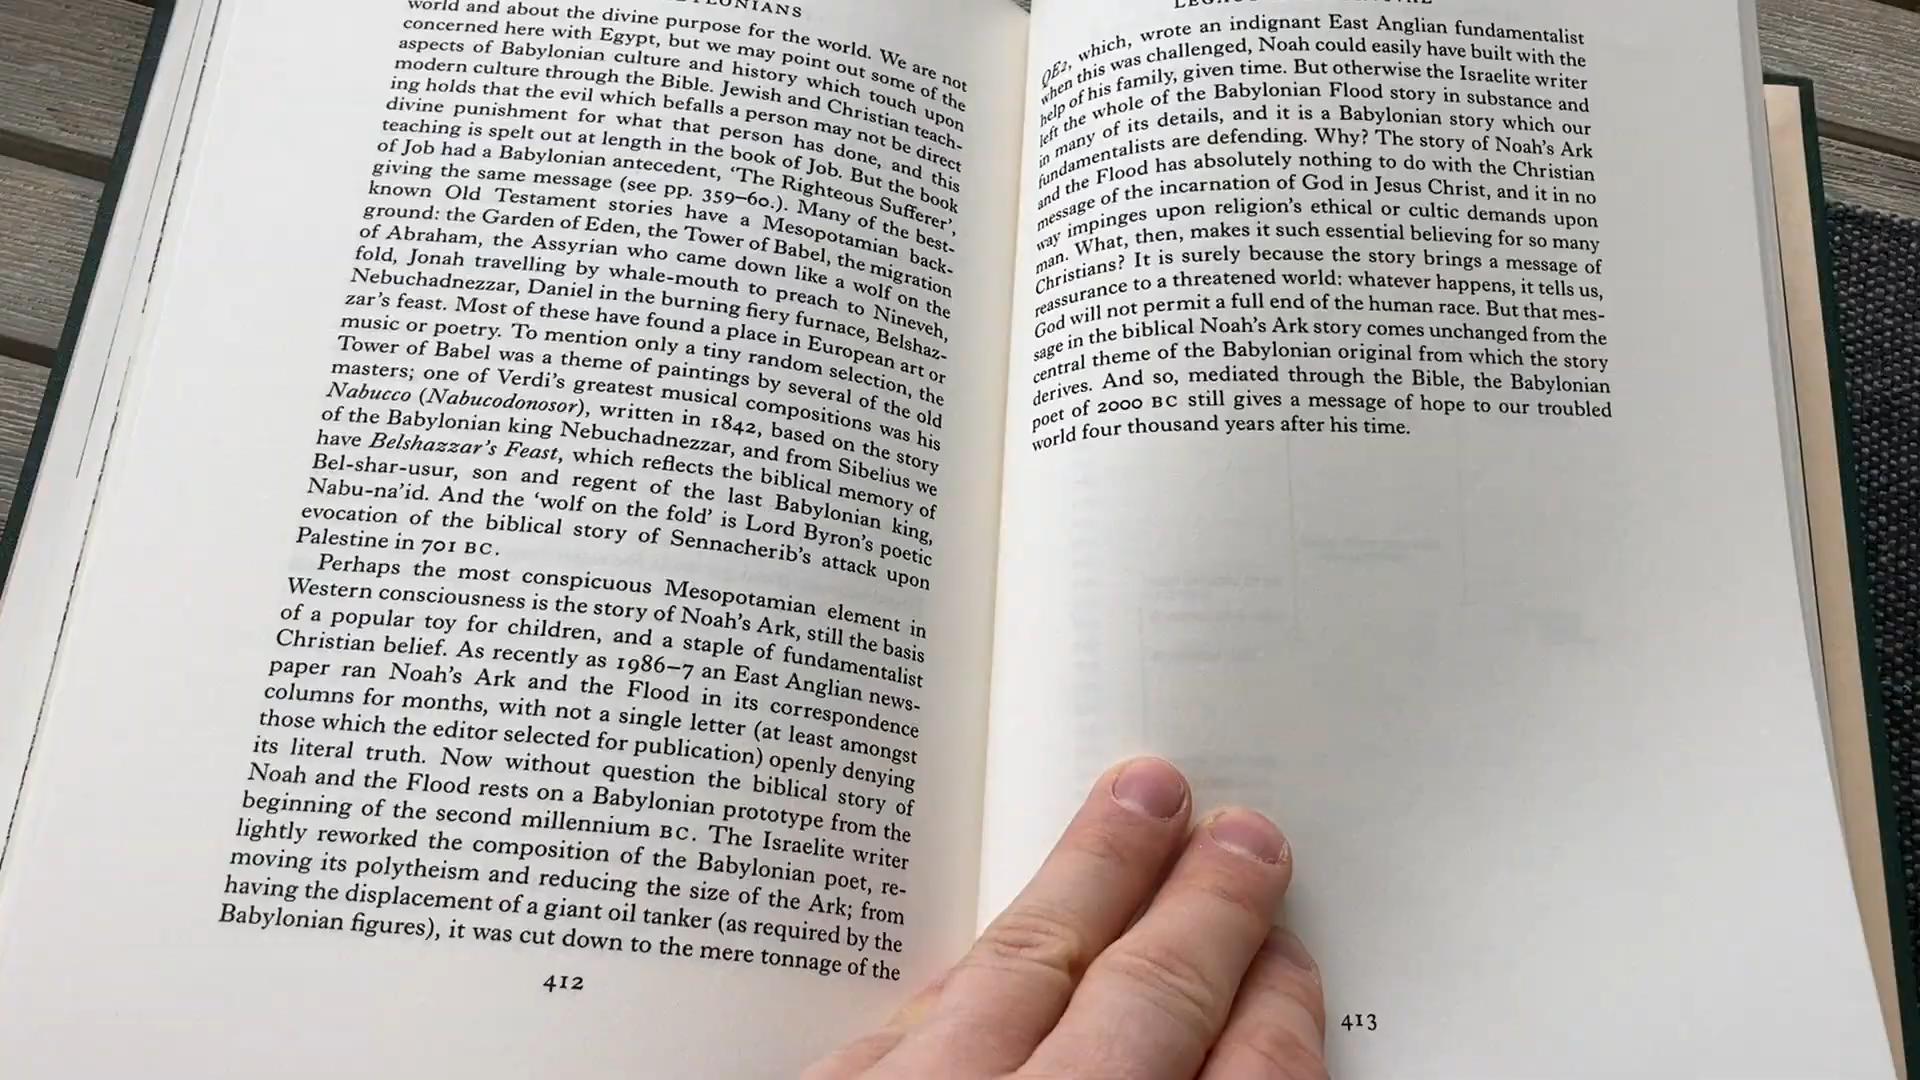 world and about the divine purpose for the world. We are not
concerned here with Egypt, but we may point out some of the
aspects of Babylonian culture and history which touch upon
modern culture through the Bible. Jewish and Christian teach-
ing holds that the evil which befalls a person may not be direct
divine punishment for what that person has done, and this
teaching is spelt out at length in the book of Job. But the book
of Job had a Babylonian antecedent, ‘The Righteous Sufferer’,
giving the same message (see pp. 359–60.). Many of the best-
known Old Testament stories have a Mesopotamian back-
ground: the Garden of Eden, the Tower of Babel, the migration
of Abraham, the Assyrian who came down like a wolf on the
fold, Jonah travelling by whale-mouth to preach to Nineveh,
Nebuchadnezzar, Daniel in the burning fiery furnace, Belshaz-
zar’s feast. Most of these have found a place in European art or
music or poetry. To mention only a tiny random selection, the
Tower of Babel was a theme of paintings by several of the old
masters; one of Verdi’s greatest musical compositions was his
Nabucco (Nabucodonosor), written in 1842, based on the story
of the Babylonian king Nebuchadnezzar, and from Sibelius we
have Belshazzar’s Feast, which reflects the biblical memory of
Bel-shar-usur, son and regent of the last Babylonian king,
Nabu-na’id. And the ‘wolf on the fold’ is Lord Byron’s poetic
evocation of the biblical story of Sennacherib’s attack upon
Palestine in 701 BC.
Perhaps the most conspicuous Mesopotamian element in
Western consciousness is the story of Noah’s Ark, still the basis
of a popular toy for children, and a staple of fundamentalist
Christian belief. As recently as 1986–7 an East Anglian news-
paper ran Noah’s Ark and the Flood in its correspondence
columns for months, with not a single letter (at least amongst
those which the editor selected for publication) openly denying
its literal truth. Now without question the biblical story of
Noah and the Flood rests on a Babylonian prototype from the
beginning of the second millennium BC. The Israelite writer
lightly reworked the composition of the Babylonian poet, re-
moving its polytheism and reducing the size of the Ark; from
having the displacement of a giant oil tanker (as required by the
Babylonian figures), it was cut down to the mere tonnage of the
412
QE2, which, wrote an indignant East Anglian fundamentalist
when this was challenged, Noah could easily have built with the
help of his family, given time. But otherwise the Israelite writer
left the whole of the Babylonian Flood story in substance and
in many of its details, and it is a Babylonian story which our
fundamentalists are defending. Why? The story of Noah’s Ark
and the Flood has absolutely nothing to do with the Christian
message of the incarnation of God in Jesus Christ, and it in no
way impinges upon religion’s ethical or cultic demands upon
man. What, then, makes it such essential believing for so many
Christians? It is surely because the story brings a message of
reassurance to a threatened world: whatever happens, it tells us,
God will not permit a full end of the human race. But that mes-
sage in the biblical Noah’s Ark story comes unchanged from the
central theme of the Babylonian original from which the story
derives. And so, mediated through the Bible, the Babylonian
poet of 2000 BC still gives a message of hope to our troubled
world four thousand years after his time.
413